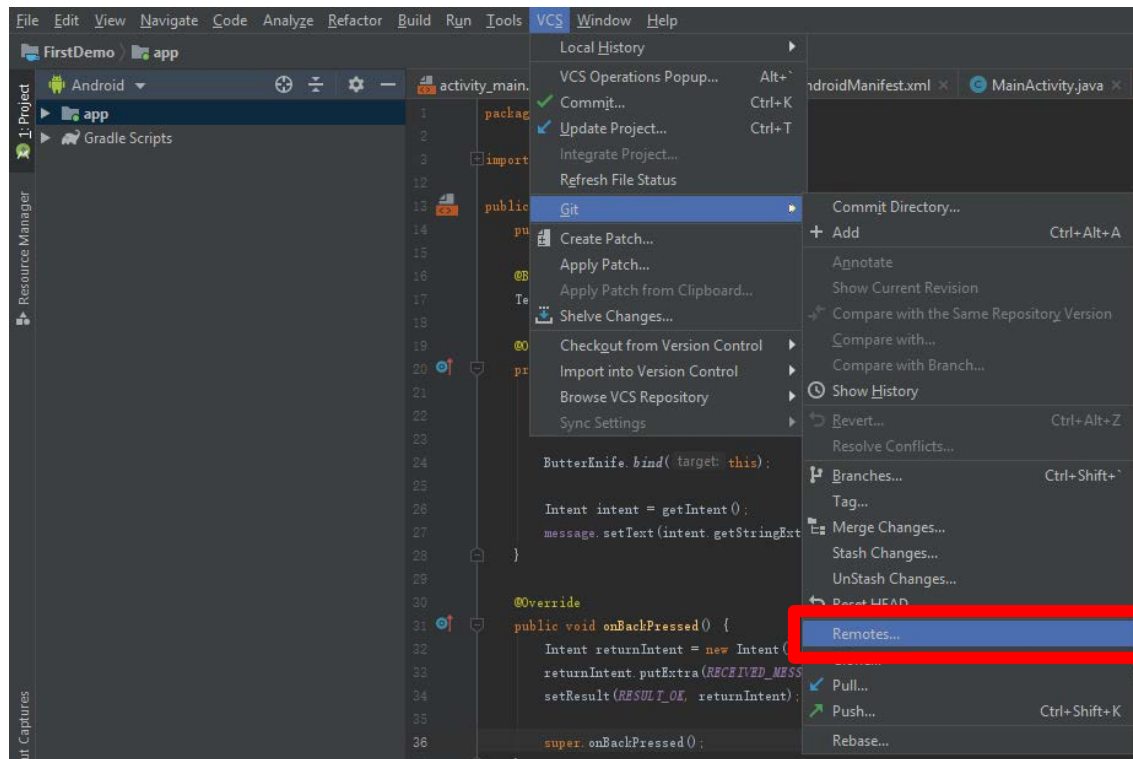 File Edit View Navigate Code Analyze Refactor Build Run Tools VCS Window Help
FirstDemo app
Android
activity_main.
ndroidManifest.xml
MainActivity.java
1: Project
Resource Manager
ut Captures
app
Gradle Scripts
Local History
VCS Operations Popup... Alt+`
Commit... Ctrl+K
Update Project... Ctrl+T
Integrate Project...
Refresh File Status
Git
Create Patch...
Apply Patch...
Apply Patch from Clipboard...
Shelve Changes...
Checkout from Version Control
Import into Version Control
Browse VCS Repository
Sync Settings
Commit Directory...
+ Add Ctrl+Alt+A
Annotate
Show Current Revision
Compare with the Same Repository Version
Compare with...
Compare with Branch...
Show History
Revert... Ctrl+Alt+Z
Resolve Conflicts...
Branches... Ctrl+Shift+`
Tag...
Merge Changes...
Stash Changes...
UnStash Changes...
Reset HEAD
Remotes...
Pull...
Push... Ctrl+Shift+K
Rebase...
1 packag
2
3 import
12
13 public
14 pu
15
16 @B
17 Te
18
19 @O
20 pr
21
22
23
24 ButterKnife.bind( target: this);
25
26 Intent intent = getIntent();
27 message.setText(intent.getStringExt
28 }
29
30 @Override
31 public void onBackPressed() {
32 Intent returnIntent = new Intent(
33 returnIntent.putExtra(RECEIVED_MESS
34 setResult(RESULT_OK, returnIntent);
35
36 super.onBackPressed();